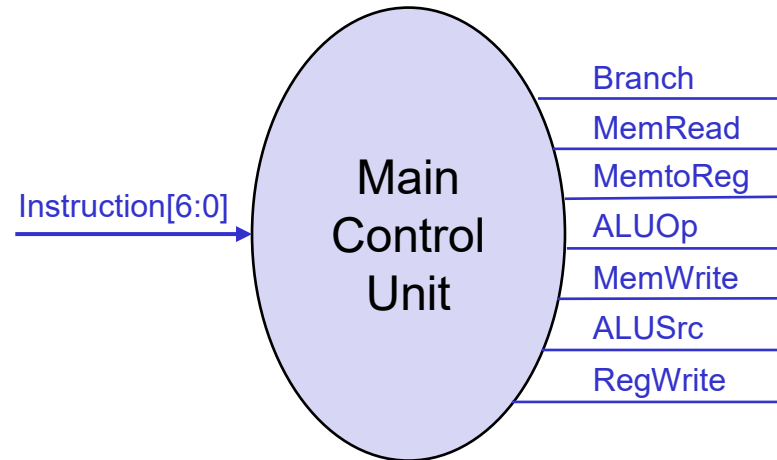 Instruction[6:0]
Main
Control
Unit
Branch
MemRead
MemtoReg
ALUOp
MemWrite
ALUSrc
RegWrite